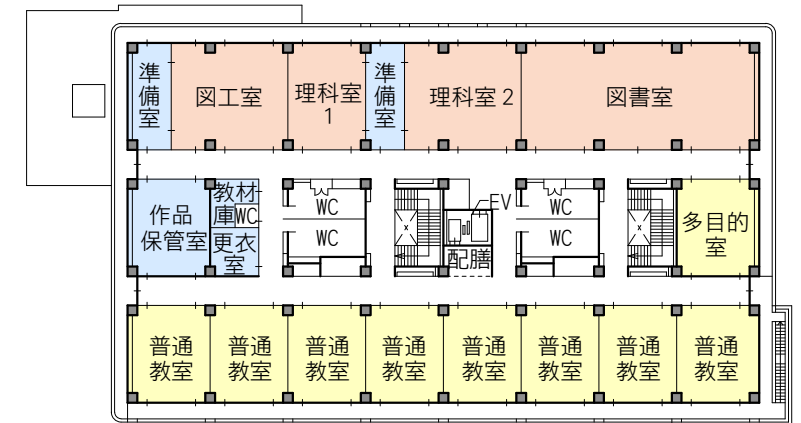 準
備
室
図工室
理科室
1
準
備
室
理科室 2
図書室
作品
保管室
教材
庫
WC
更衣
室
WC
WC
EV
配膳
WC
WC
多目的
室
普通
教室
普通
教室
普通
教室
普通
教室
普通
教室
普通
教室
普通
教室
普通
教室